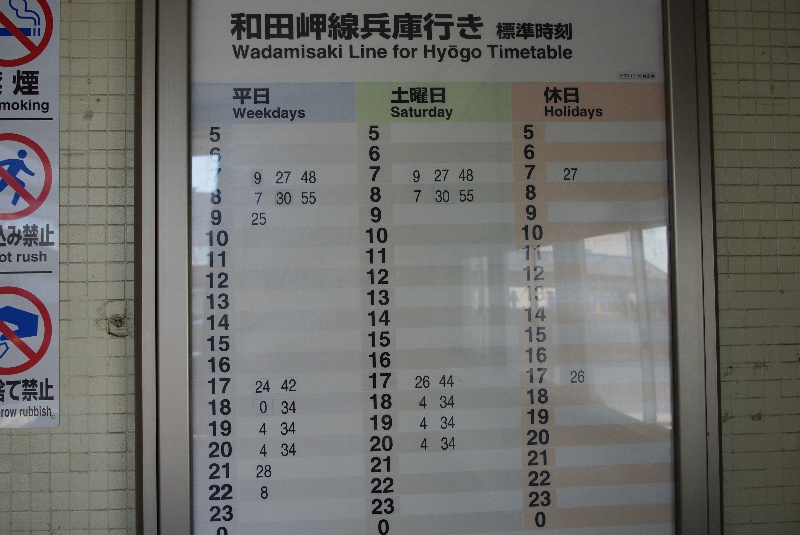 和田岬線兵庫行き 標準時刻
Wadamisaki Line for Hyōgo Timetable
平日 土曜日 休日
Weekdays Saturday Holidays
5 5 5
6 6 6
7 9 27 48 7 9 27 48 7 27
8 7 30 55 8 7 30 55 8
9 25 9 9
10 10 10
11 11 11
12 12 12
13 13 13
14 14 14
15 15 15
16 16 16
17 24 42 17 26 44 17 26
18 0 34 18 4 34 18
19 4 34 19 4 34 19
20 4 34 20 4 34 20
21 28 21 21
22 8 22 22
23 23 23
0 0 0
煙
moking
込み禁止
ot rush
捨て禁止
row rubbish